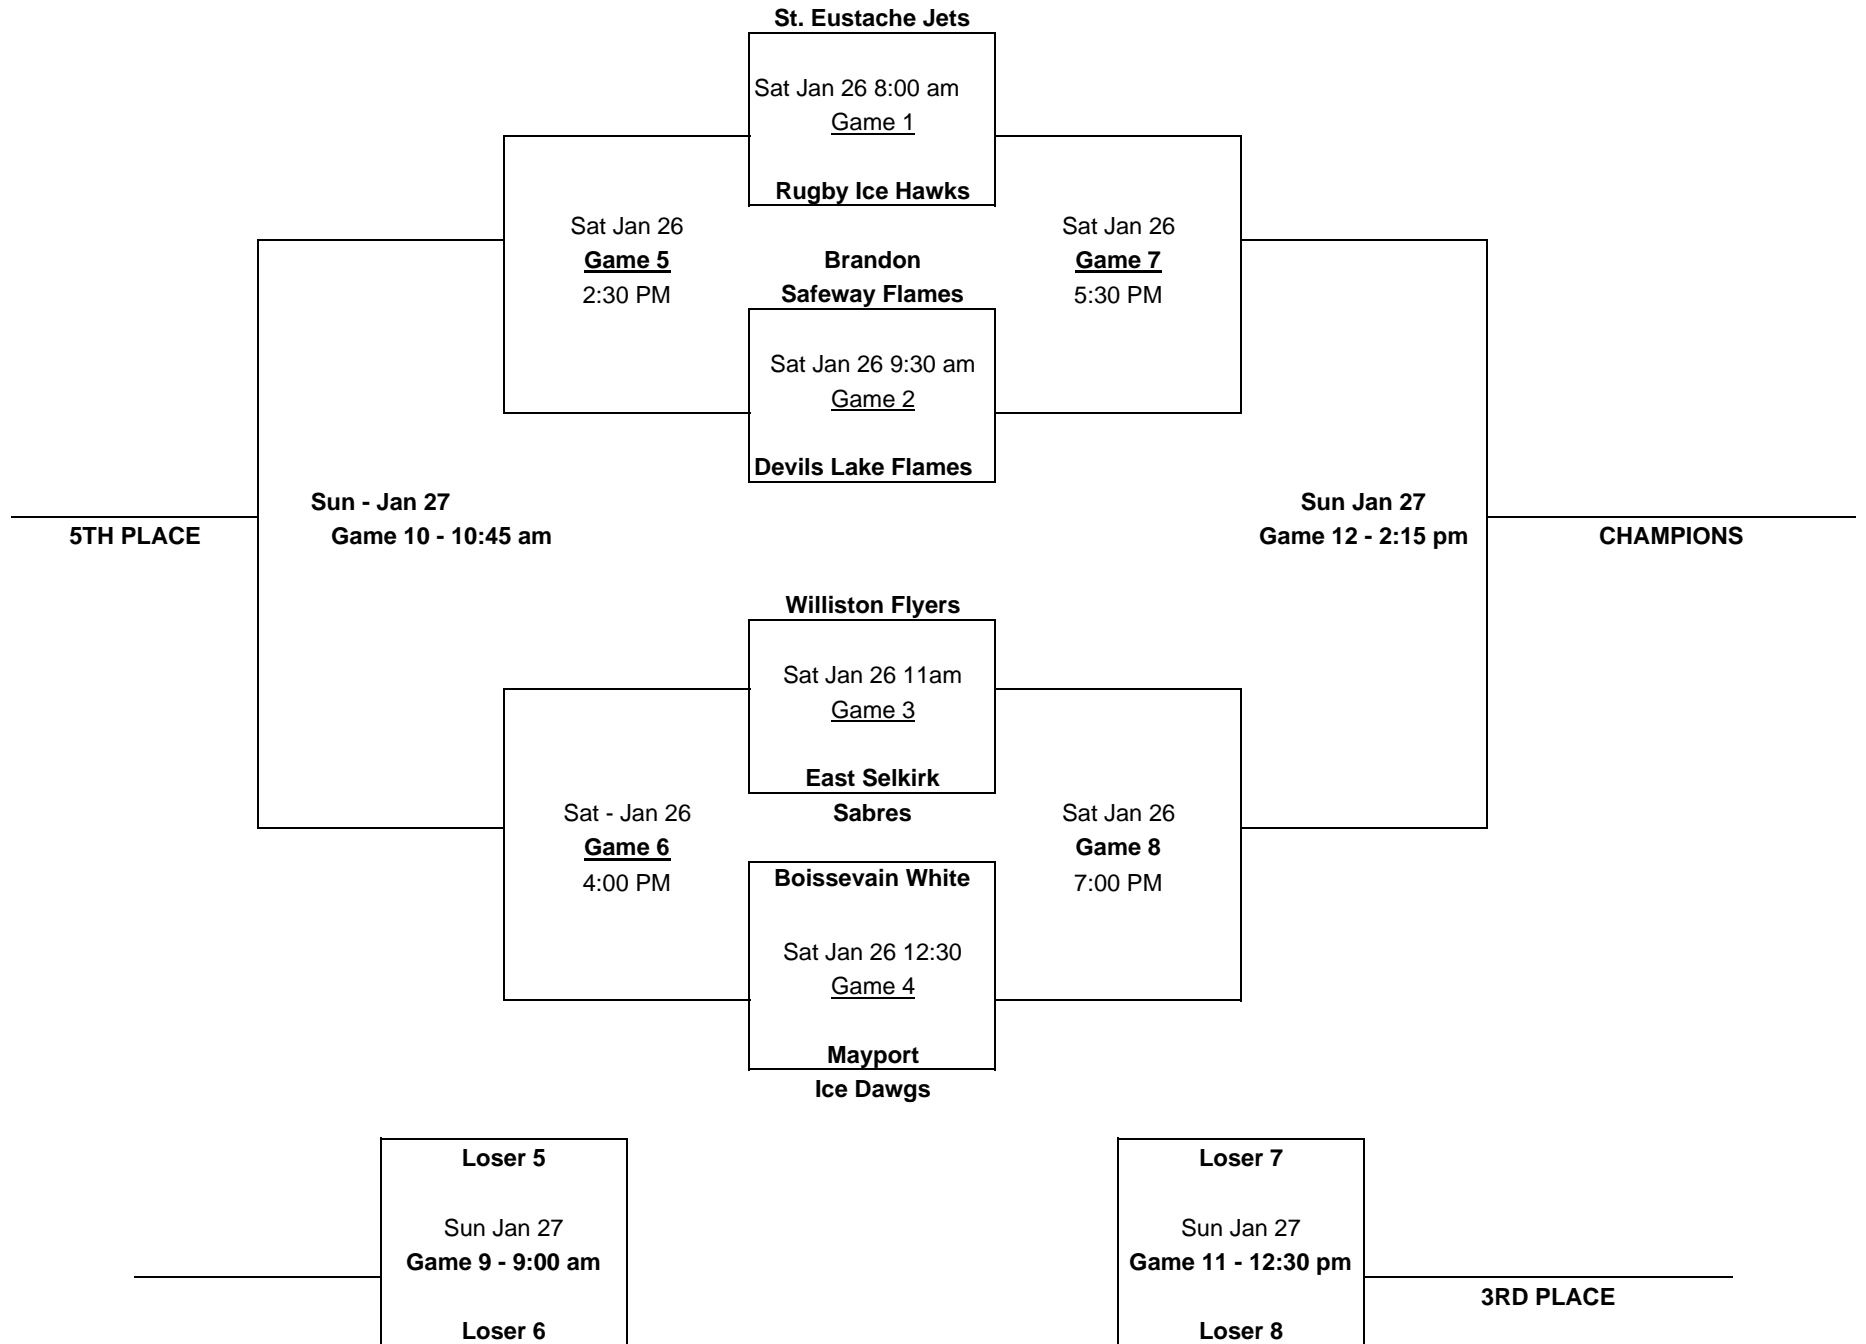 St. Eustache Jets
Sat Jan 26 8:00 am
Game 1
Rugby Ice Hawks
Sat Jan 26
Game 5
2:30 PM
Brandon
Safeway Flames
Sat Jan 26
Game 7
5:30 PM
Sat Jan 26 9:30 am
Game 2
Devils Lake Flames
Sun - Jan 27
Game 10 - 10:45 am
5TH PLACE
Sun Jan 27
Game 12 - 2:15 pm
CHAMPIONS
Williston Flyers
Sat Jan 26 11am
Game 3
East Selkirk
Sabres
Sat - Jan 26
Game 6
4:00 PM
Sat Jan 26
Game 8
7:00 PM
Boissevain White
Sat Jan 26 12:30
Game 4
Mayport
Ice Dawgs
Loser 5
Sun Jan 27
Game 9 - 9:00 am
Loser 6
Loser 7
Sun Jan 27
Game 11 - 12:30 pm
3RD PLACE
Loser 8